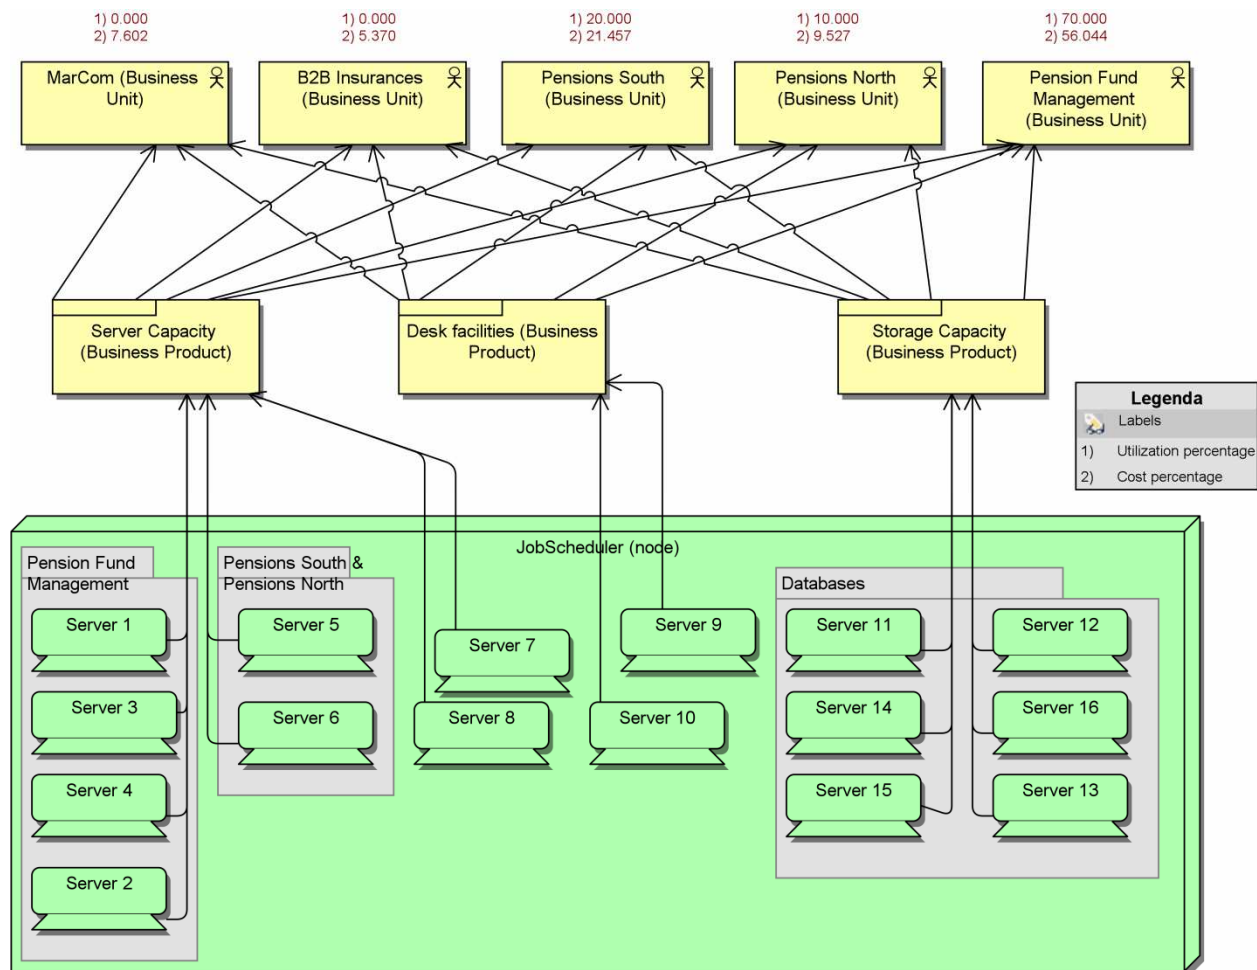 1) 0.000
2) 7.602
1) 0.000
2) 5.370
1) 20.000
2) 21.457
1) 10.000
2) 9.527
1) 70.000
2) 56.044
MarCom (Business
Unit)
B2B Insurances
(Business Unit)
Pensions South
(Business Unit)
Pensions North
(Business Unit)
Pension Fund
Management
(Business Unit)
Server Capacity
(Business Product)
Desk facilities (Business
Product)
Storage Capacity
(Business Product)
Legenda
Labels
1) Utilization percentage
2) Cost percentage
JobScheduler (node)
Pension Fund
Management
Pensions South &
Pensions North
Databases
Server 1
Server 3
Server 4
Server 2
Server 5
Server 6
Server 7
Server 8
Server 9
Server 10
Server 11
Server 12
Server 14
Server 16
Server 15
Server 13